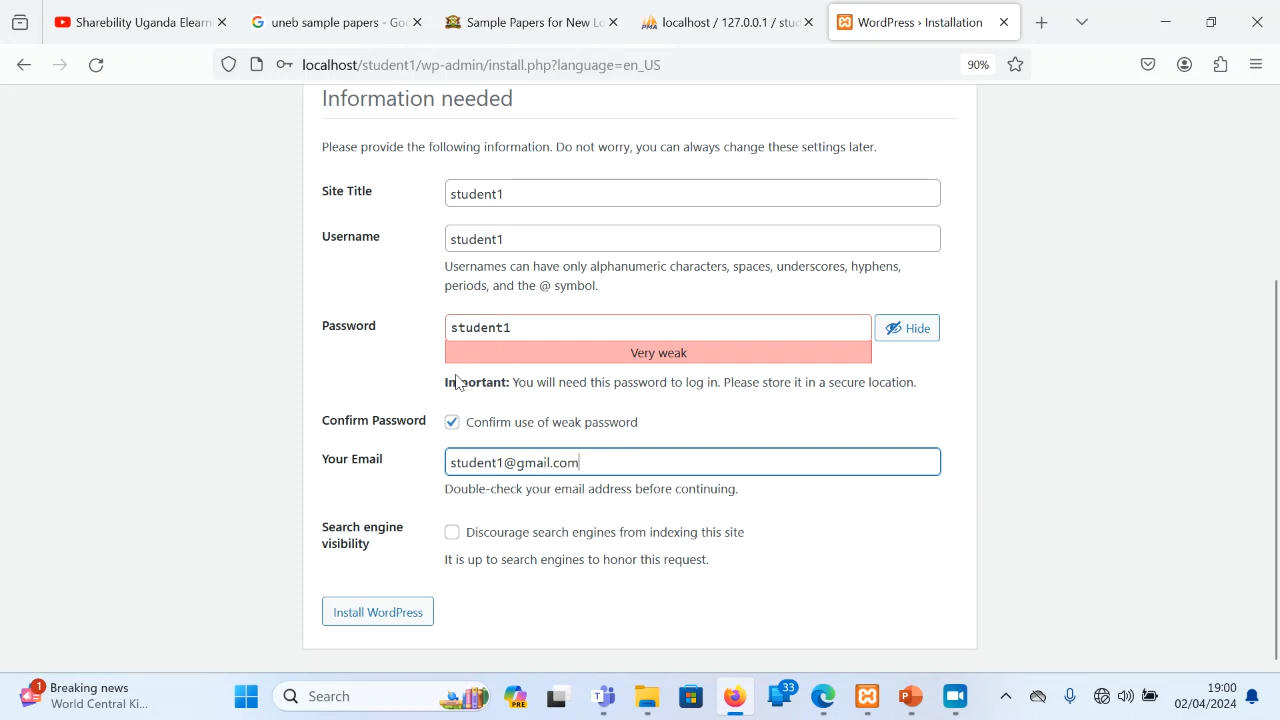 Sharebility Uganda Elearn
uneb sample papers - Goo
Sample Papers for New Lo
localhost / 127.0.0.1 / stud
WordPress › Installation
localhost/student1/wp-admin/install.php?language=en_US
90%
Information needed
Please provide the following information. Do not worry, you can always change these settings later.
Site Title
student1
Username
student1
Usernames can have only alphanumeric characters, spaces, underscores, hyphens,
periods, and the @ symbol.
Password
student1
Hide
Very weak
Important: You will need this password to log in. Please store it in a secure location.
Confirm Password
Confirm use of weak password
Your Email
student1@gmail.com
Double-check your email address before continuing.
Search engine
visibility
Discourage search engines from indexing this site
It is up to search engines to honor this request.
Install WordPress
1
Breaking news
World Central Ki...
Search
PRE
33
19:00
02/04/2024